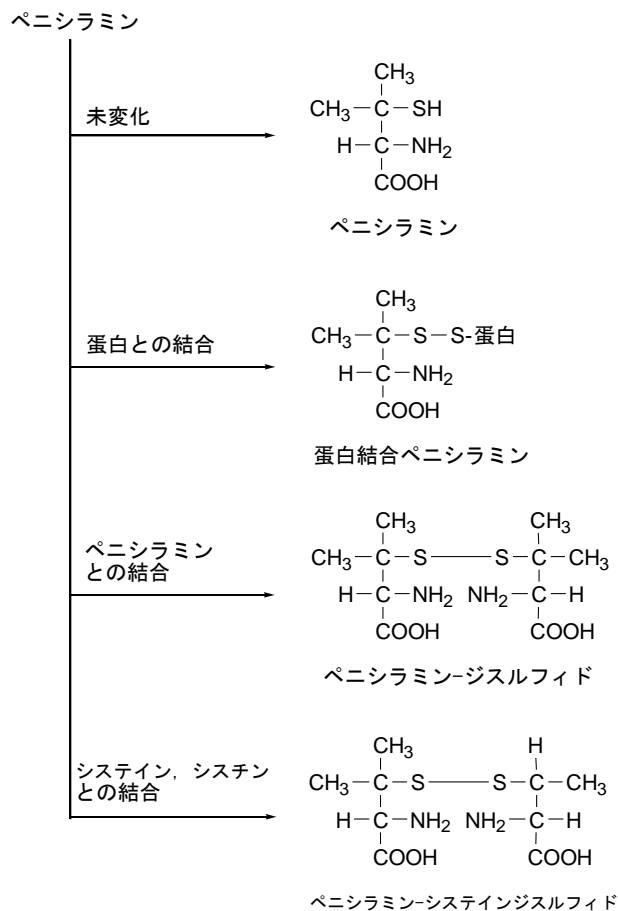 ペニシラミン
未変化
CH3
CH3-C-SH
H-C-NH2
COOH
ペニシラミン
蛋白との結合
CH3
CH3-C-S-S-蛋白
H-C-NH2
COOH
蛋白結合ペニシラミン
ペニシラミン
との結合
CH3 CH3
CH3-C-S-S-C-CH3
H-C-NH2 NH2-C-H
COOH COOH
ペニシラミン-ジスルフィド
システイン，シスチン
との結合
CH3 H
CH3-C-S-S-C-CH3
H-C-NH2 NH2-C-H
COOH COOH
ペニシラミン-システインジスルフィド